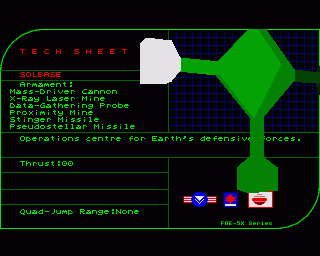 TECH SHEET
SOLBASE
Armament:
Mass-Driver Cannon
X-Ray Laser Mine
Data-Gathering Probe
Proximity Mine
Stinger Missile
Pseudostellar Missile
Operations centre for Earth's defensive forces.
Thrust:00
Quad-Jump Range:None
FOE-SX Series